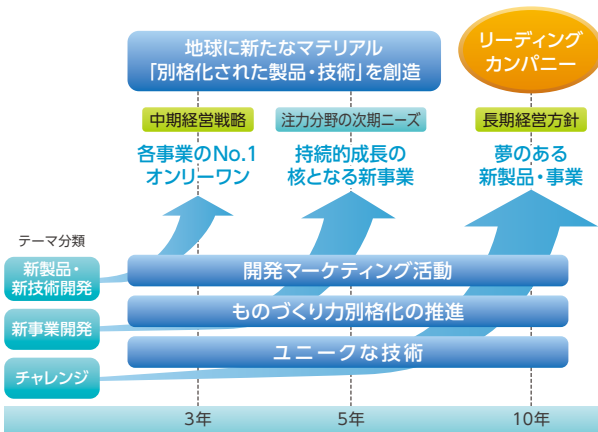 地球に新たなマテリアル
「別格化された製品・技術」を創造
リーディング
カンパニー
中期経営戦略
注力分野の次期ニーズ
長期経営方針
各事業のNo.1
オンリーワン
持続的成長の
核となる新事業
夢のある
新製品・事業
テーマ分類
新製品・
新技術開発
開発マーケティング活動
新事業開発
ものづくり力別格化の推進
チャレンジ
ユニークな技術
3年
5年
10年